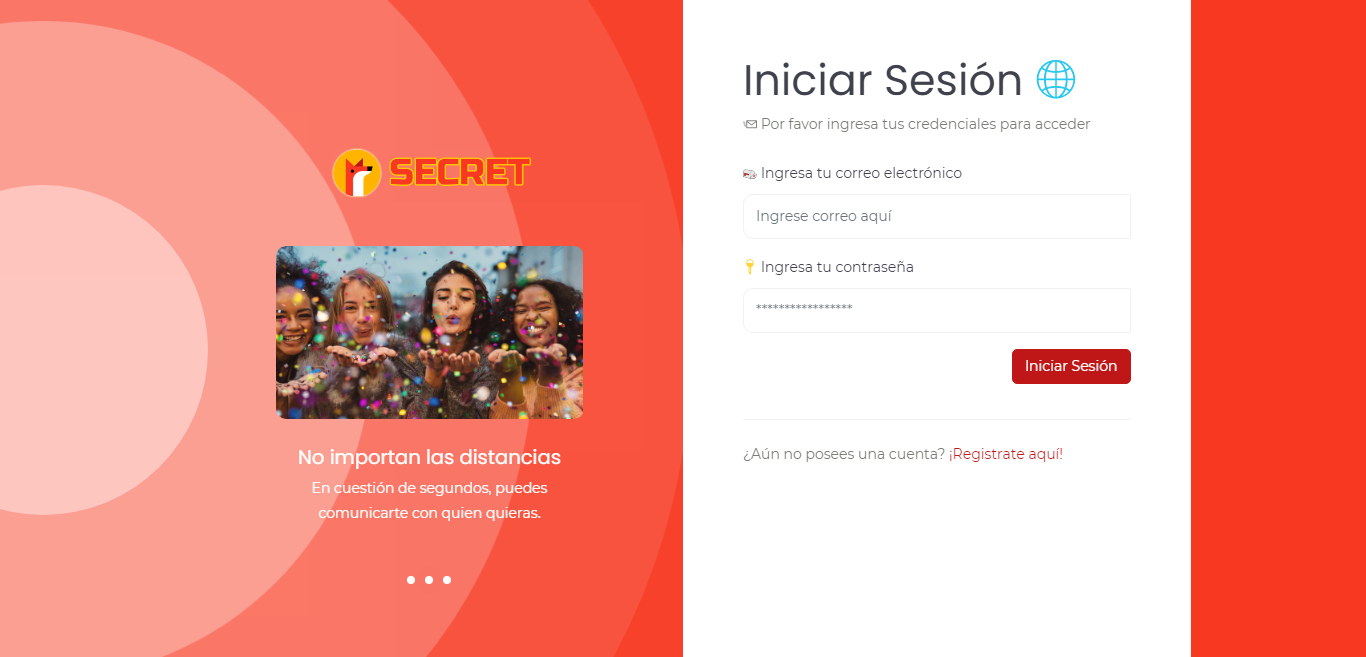 SECRET
No importan las distancias
En cuestión de segundos, puedes
comunicarte con quien quieras.
Iniciar Sesión
Por favor ingresa tus credenciales para acceder
Ingresa tu correo electrónico
Ingrese correo aquí
Ingresa tu contraseña
*****************
Iniciar Sesión
¿Aún no posees una cuenta? ¡Registrate aquí!